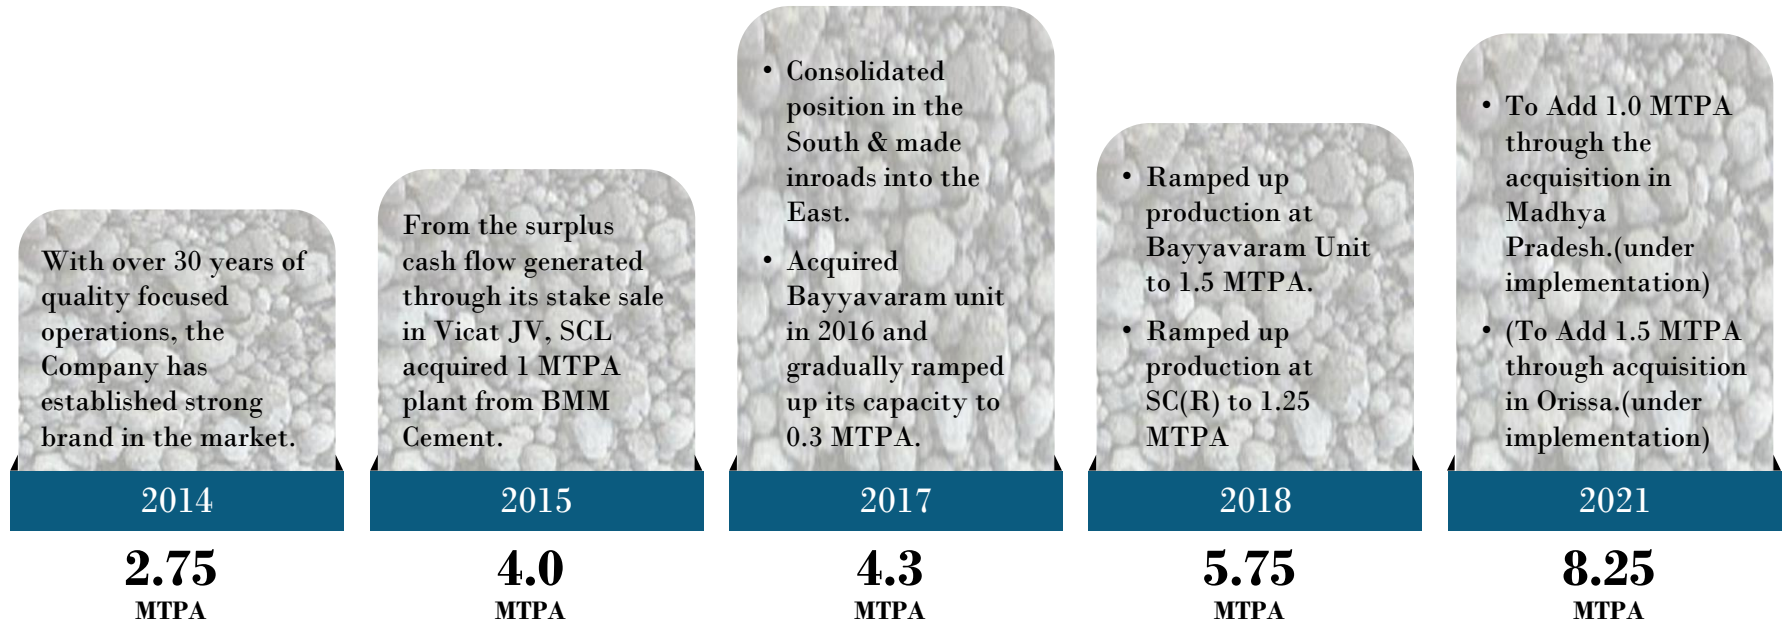 With over 30 years of
quality focused
operations, the
Company has
established strong
brand in the market.
2014
2.75
MTPA
From the surplus
cash flow generated
through its stake sale
in Vicat JV, SCL
acquired 1 MTPA
plant from BMM
Cement.
2015
4.0
MTPA
• Consolidated
position in the
South & made
inroads into the
East.
• Acquired
Bayyavaram unit
in 2016 and
gradually ramped
up its capacity to
0.3 MTPA.
2017
4.3
MTPA
• Ramped up
production at
Bayyavaram Unit
to 1.5 MTPA.
• Ramped up
production at
SC(R) to 1.25
MTPA
2018
5.75
MTPA
• To Add 1.0 MTPA
through the
acquisition in
Madhya
Pradesh.(under
implementation)
• (To Add 1.5 MTPA
through acquisition
in Orissa.(under
implementation)
2021
8.25
MTPA